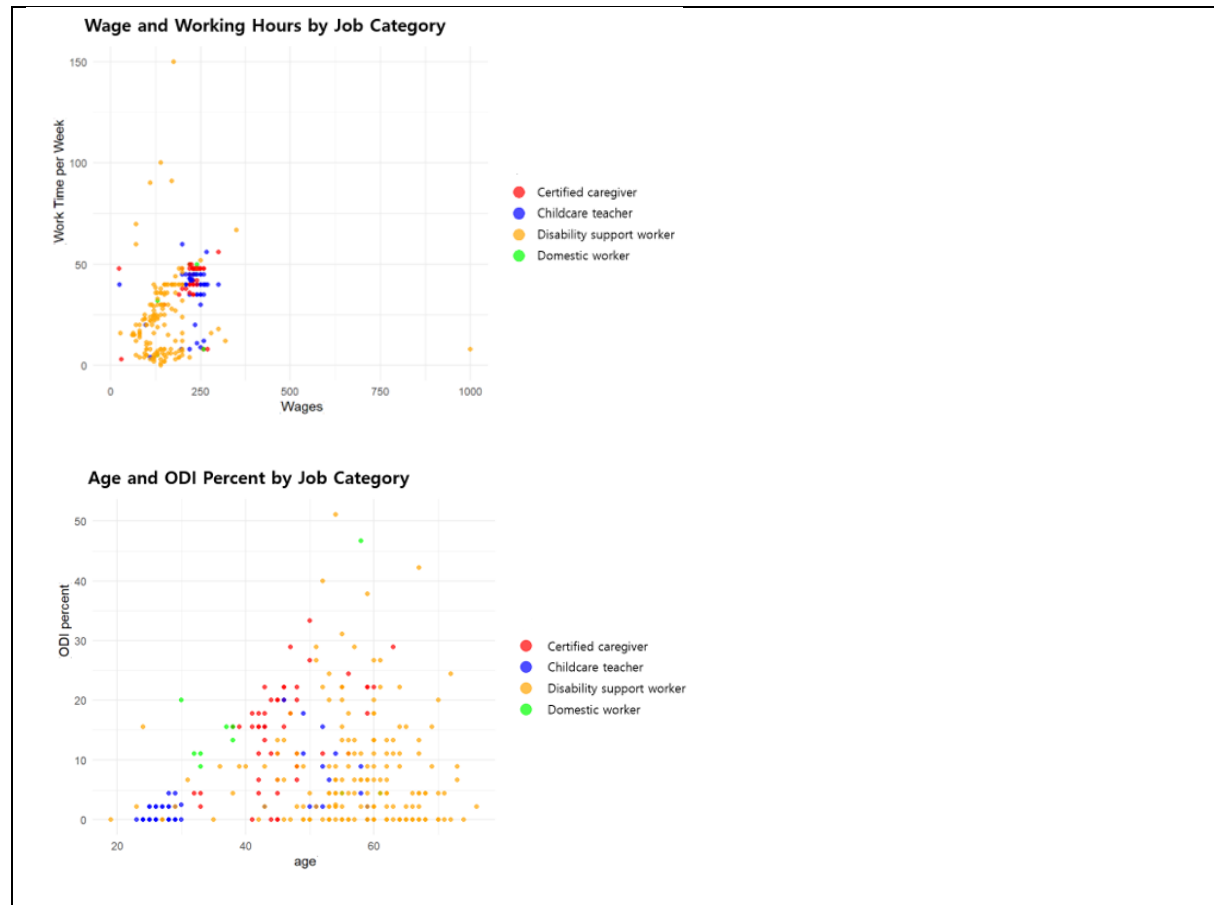 Wage and Working Hours by Job Category
150
100
50
0
Work Time per Week
0
250
500
750
1000
Wages
Certified caregiver
Childcare teacher
Disability support worker
Domestic worker
Age and ODI Percent by Job Category
50
40
30
20
10
0
ODI percent
20
40
60
age
Certified caregiver
Childcare teacher
Disability support worker
Domestic worker